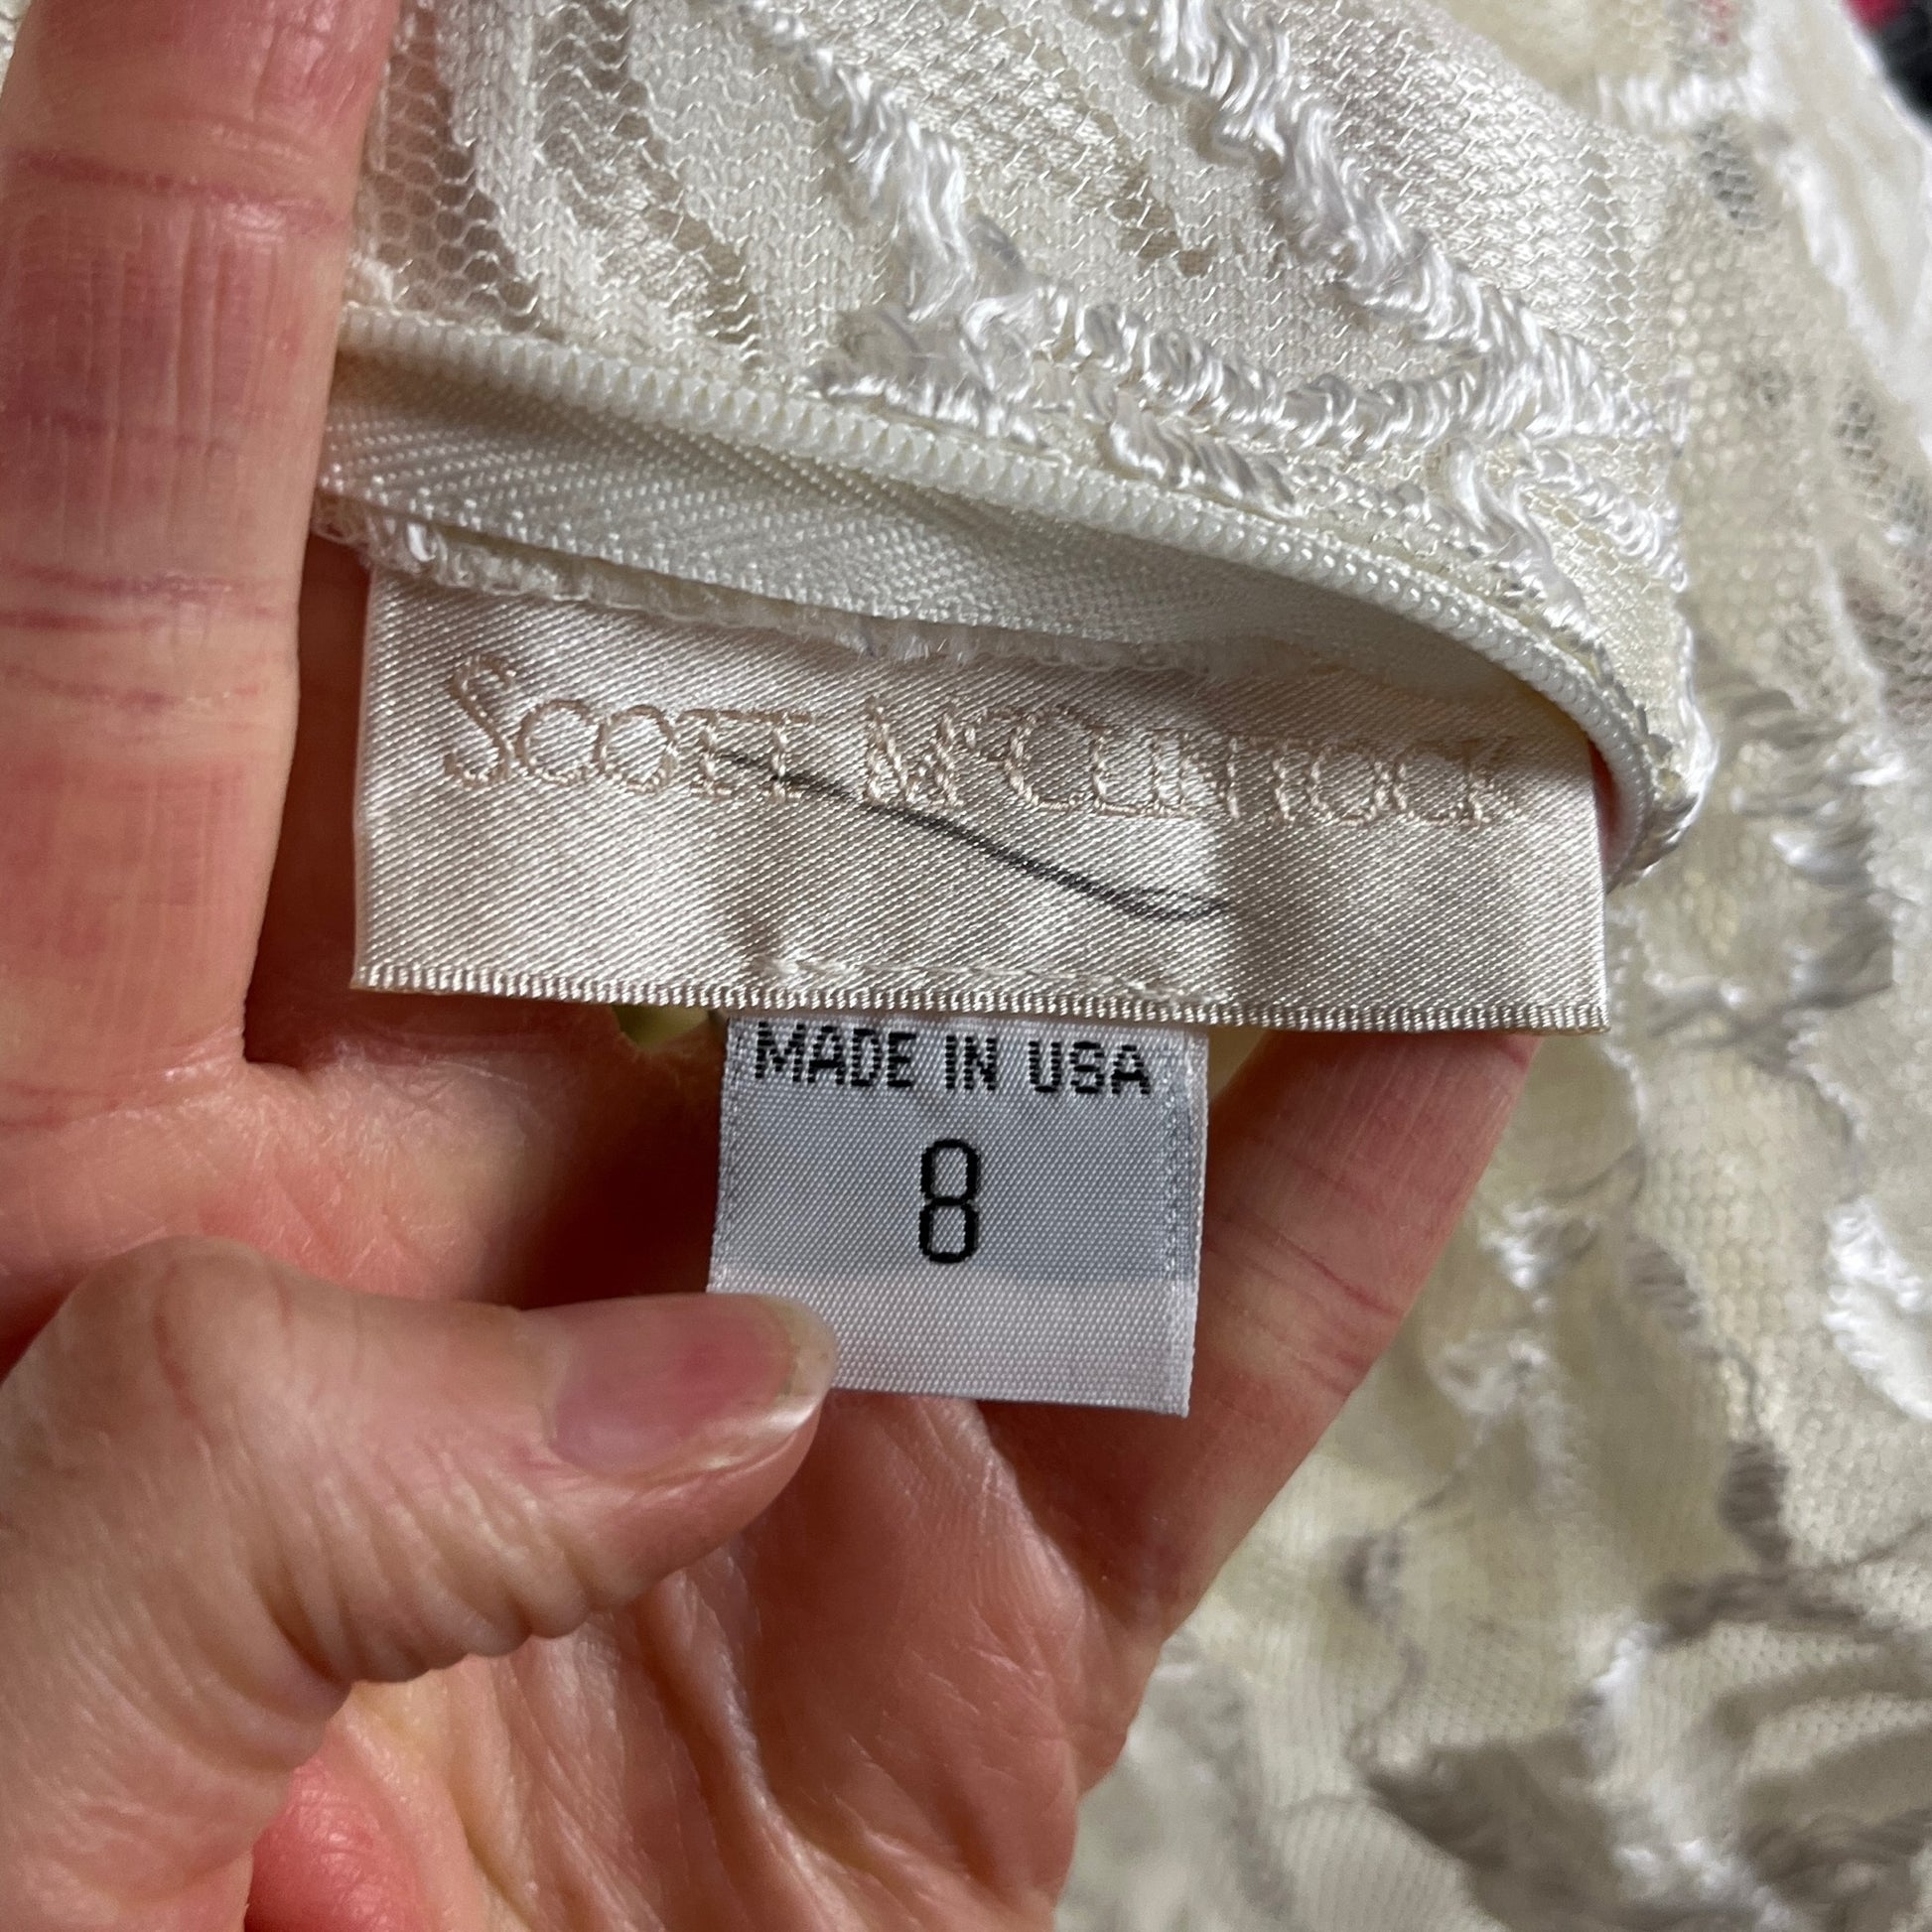 SCOTT McCLINTOCK
MADE IN USA
8